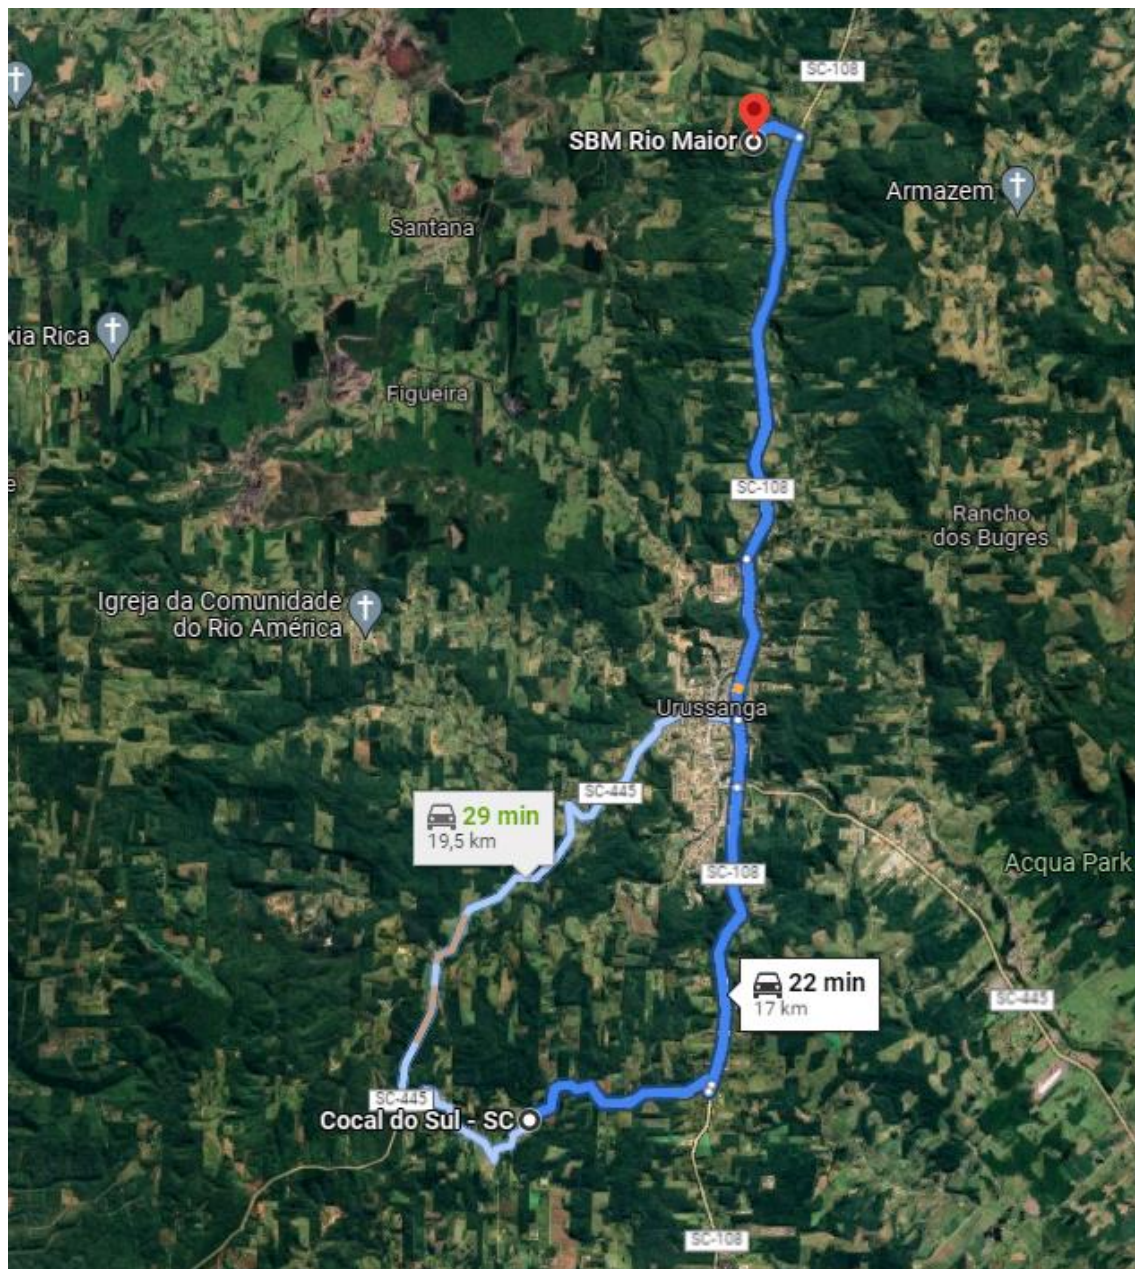 SC-108
SBM Rio Maior
Armazem
Santana
xia Rica
Figueira
e
SC-108
Rancho
dos Bugres
Igreja da Comunidade
do Rio América
Urussanga
SC-445
29 min
19,5 km
Acqua Park
SC-108
22 min
17 km
SC-445
SC-445
Cocal do Sul - SC
SC-108